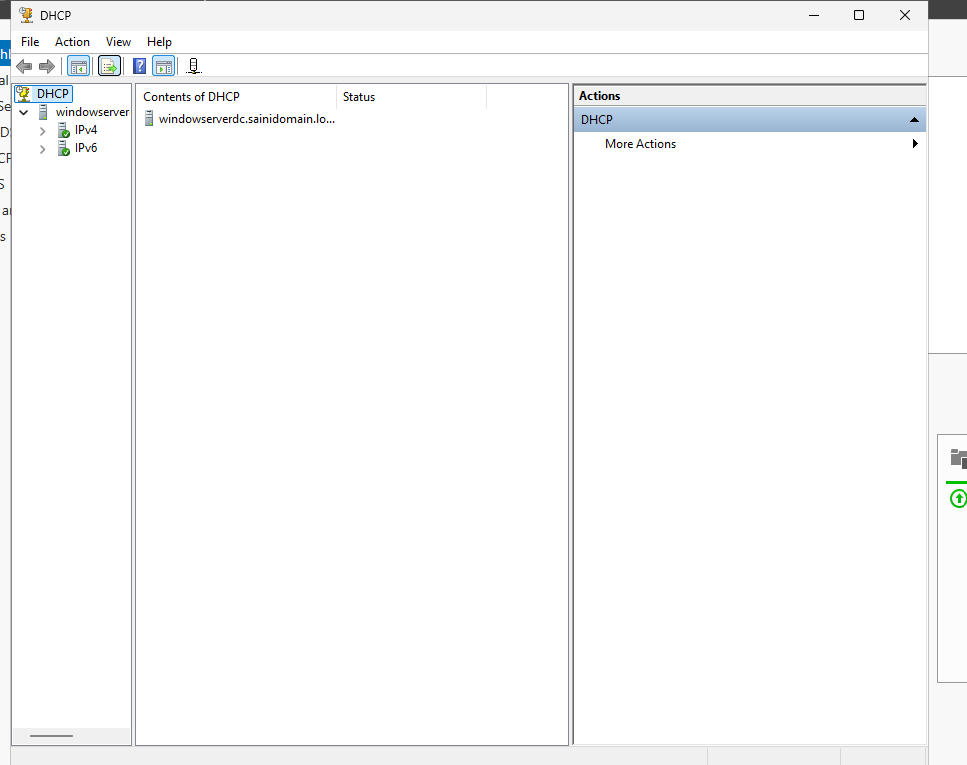 DHCP
File Action View Help
DHCP
windowserver
IPv4
IPv6
Contents of DHCP Status
windowserverdc.sainidomain.lo...
Actions
DHCP
More Actions